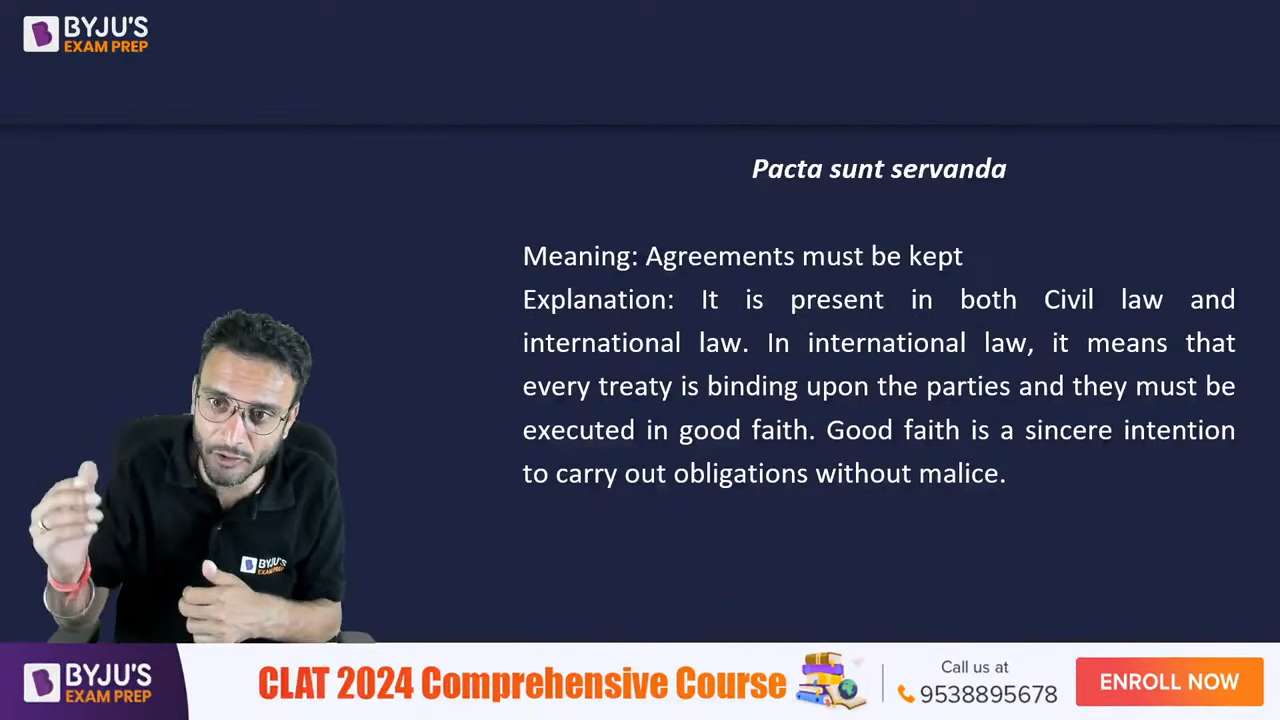 BYJU'S
EXAM PREP
Pacta sunt servanda
Meaning: Agreements must be kept
Explanation: It is present in both Civil law and
international law. In international law, it means that
every treaty is binding upon the parties and they must be
executed in good faith. Good faith is a sincere intention
to carry out obligations without malice.
BYJU'S
EXAM PREP
BYJU'S
EXAM PREP
CLAT 2024 Comprehensive Course
Call us at
9538895678
ENROLL NOW